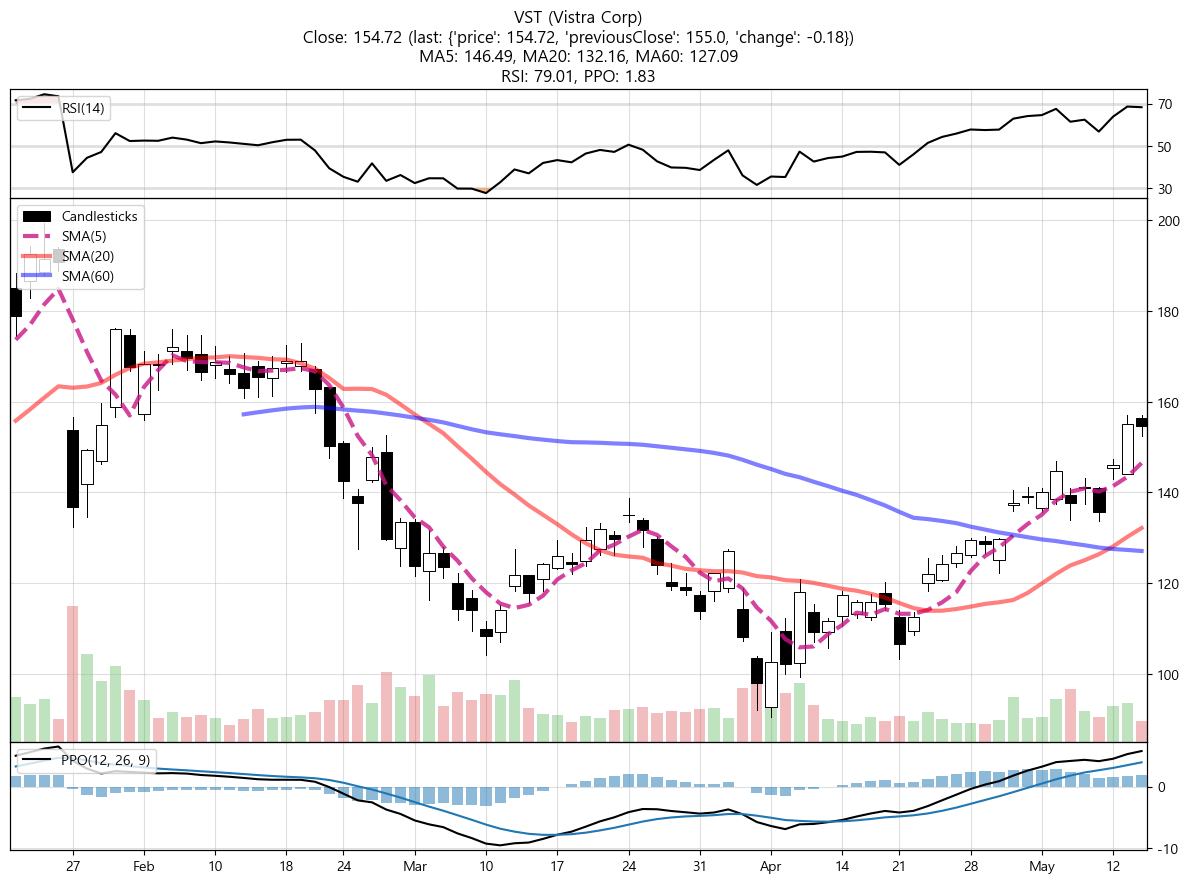 VST (Vistra Corp)
Close: 154.72 (last: {'price': 154.72, 'previousClose': 155.0, 'change': -0.18})
MA5: 146.49, MA20: 132.16, MA60: 127.09
RSI: 79.01, PPO: 1.83
RSI(14)
70
50
30
Candlesticks
SMA(5)
SMA(20)
SMA(60)
200
180
160
140
120
100
PPO(12, 26, 9)
0
-10
27 Feb 10 18 24 Mar 10 17 24 31 Apr 14 21 28 May 12